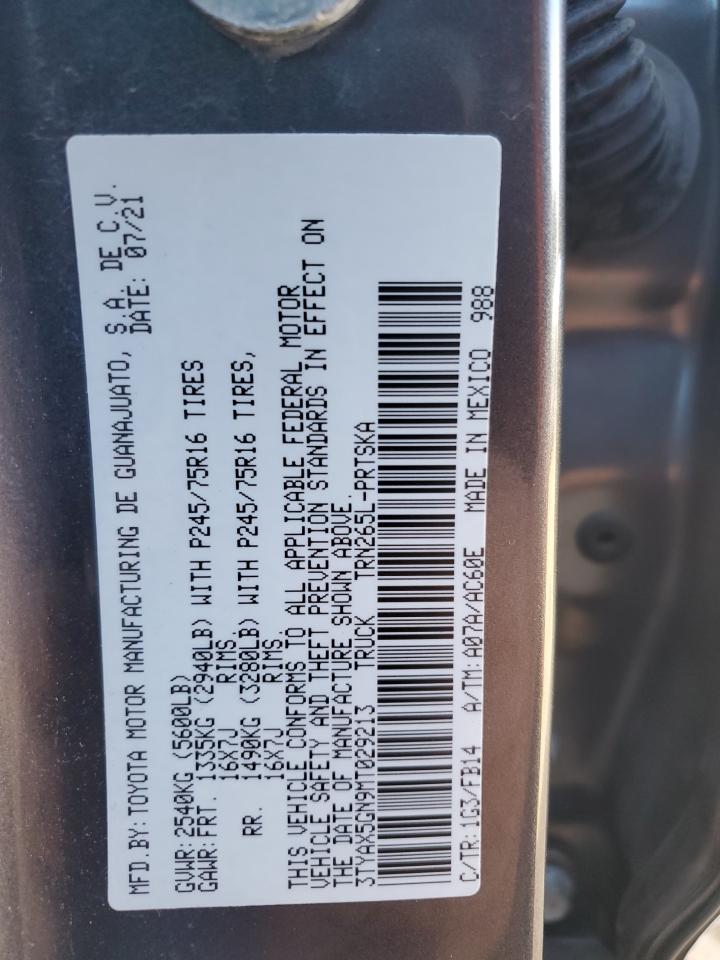 MFD.BY: TOYOTA MOTOR MANUFACTURING DE GUANAJUATO, S.A. DE C.V.
DATE: 07/21
GVWR: 2540KG (5600LB)
GAWR: FRT. 1335KG (2940LB) WITH P245/75R16 TIRES
16X7J RIMS.
RR. 1490KG (3280LB) WITH P245/75R16 TIRES,
16X7J RIMS.
THIS VEHICLE CONFORMS TO ALL APPLICABLE FEDERAL MOTOR
VEHICLE SAFETY AND THEFT PREVENTION STANDARDS IN EFFECT ON
THE DATE OF MANUFACTURE SHOWN ABOVE.
3TYAX5GN9MT029213 TRUCK TRN265L-PRTSKA
C/TR: 1G3/FB14 A/TM: A07A/AC60E MADE IN MEXICO 988